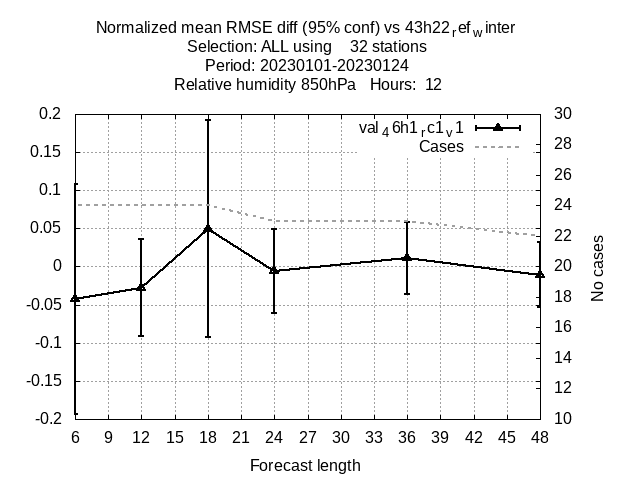 Normalized mean RMSE diff (95% conf) vs 43h22ref_winter
Selection: ALL using 32 stations
Period: 20230101-20230124
Relative humidity 850hPa Hours: 12
val46h1rc1v1
Cases
0.2
0.15
0.1
0.05
0
-0.05
-0.1
-0.15
-0.2
30
28
26
24
22
20
18
16
14
12
10
No cases
6 9 12 15 18 21 24 27 30 33 36 39 42 45 48
Forecast length